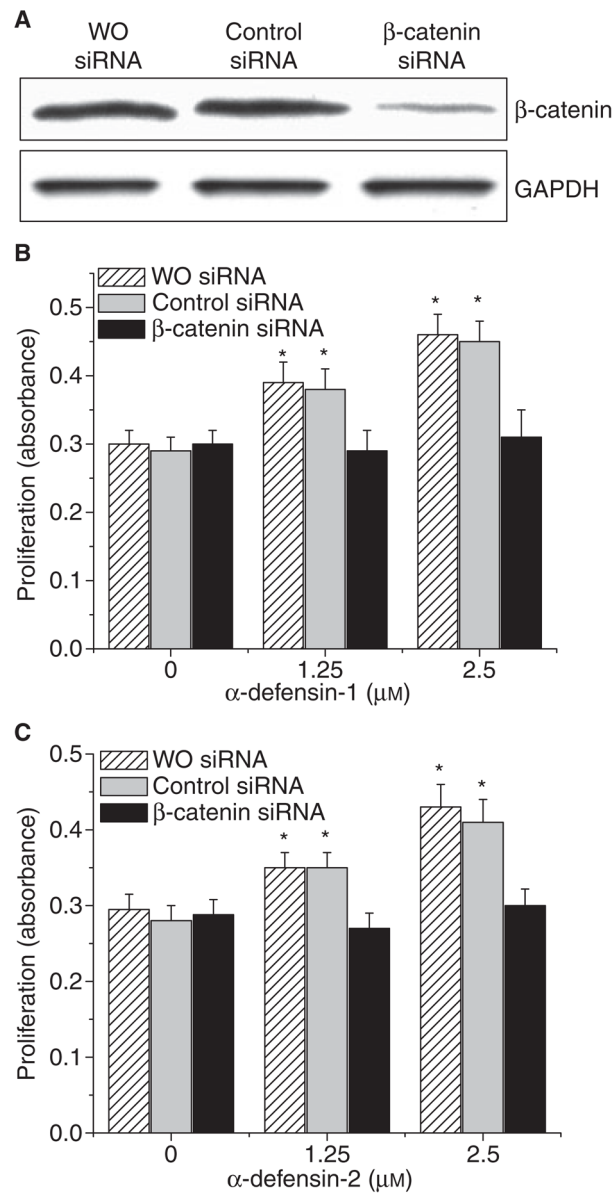 A
WO siRNA
Control siRNA
β-catenin siRNA
β-catenin
GAPDH
B
WO siRNA
Control siRNA
β-catenin siRNA
Proliferation (absorbance)
0.5
0.4
0.3
0.2
0.1
0.0
* * * *
0 1.25 2.5
α-defensin-1 (μM)
C
WO siRNA
Control siRNA
β-catenin siRNA
Proliferation (absorbance)
0.5
0.4
0.3
0.2
0.1
0.0
* * * *
0 1.25 2.5
α-defensin-2 (μM)